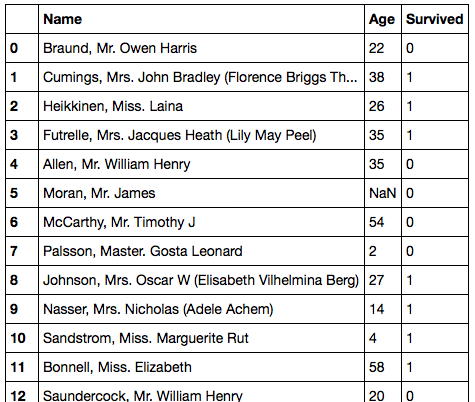 Name Age Survived
0 Braund, Mr. Owen Harris 22 0
1 Cumings, Mrs. John Bradley (Florence Briggs Th... 38 1
2 Heikkinen, Miss. Laina 26 1
3 Futrelle, Mrs. Jacques Heath (Lily May Peel) 35 1
4 Allen, Mr. William Henry 35 0
5 Moran, Mr. James NaN 0
6 McCarthy, Mr. Timothy J 54 0
7 Palsson, Master. Gosta Leonard 2 0
8 Johnson, Mrs. Oscar W (Elisabeth Vilhelmina Berg) 27 1
9 Nasser, Mrs. Nicholas (Adele Achem) 14 1
10 Sandstrom, Miss. Marguerite Rut 4 1
11 Bonnell, Miss. Elizabeth 58 1
12 Saundercock, Mr. William Henry 20 0